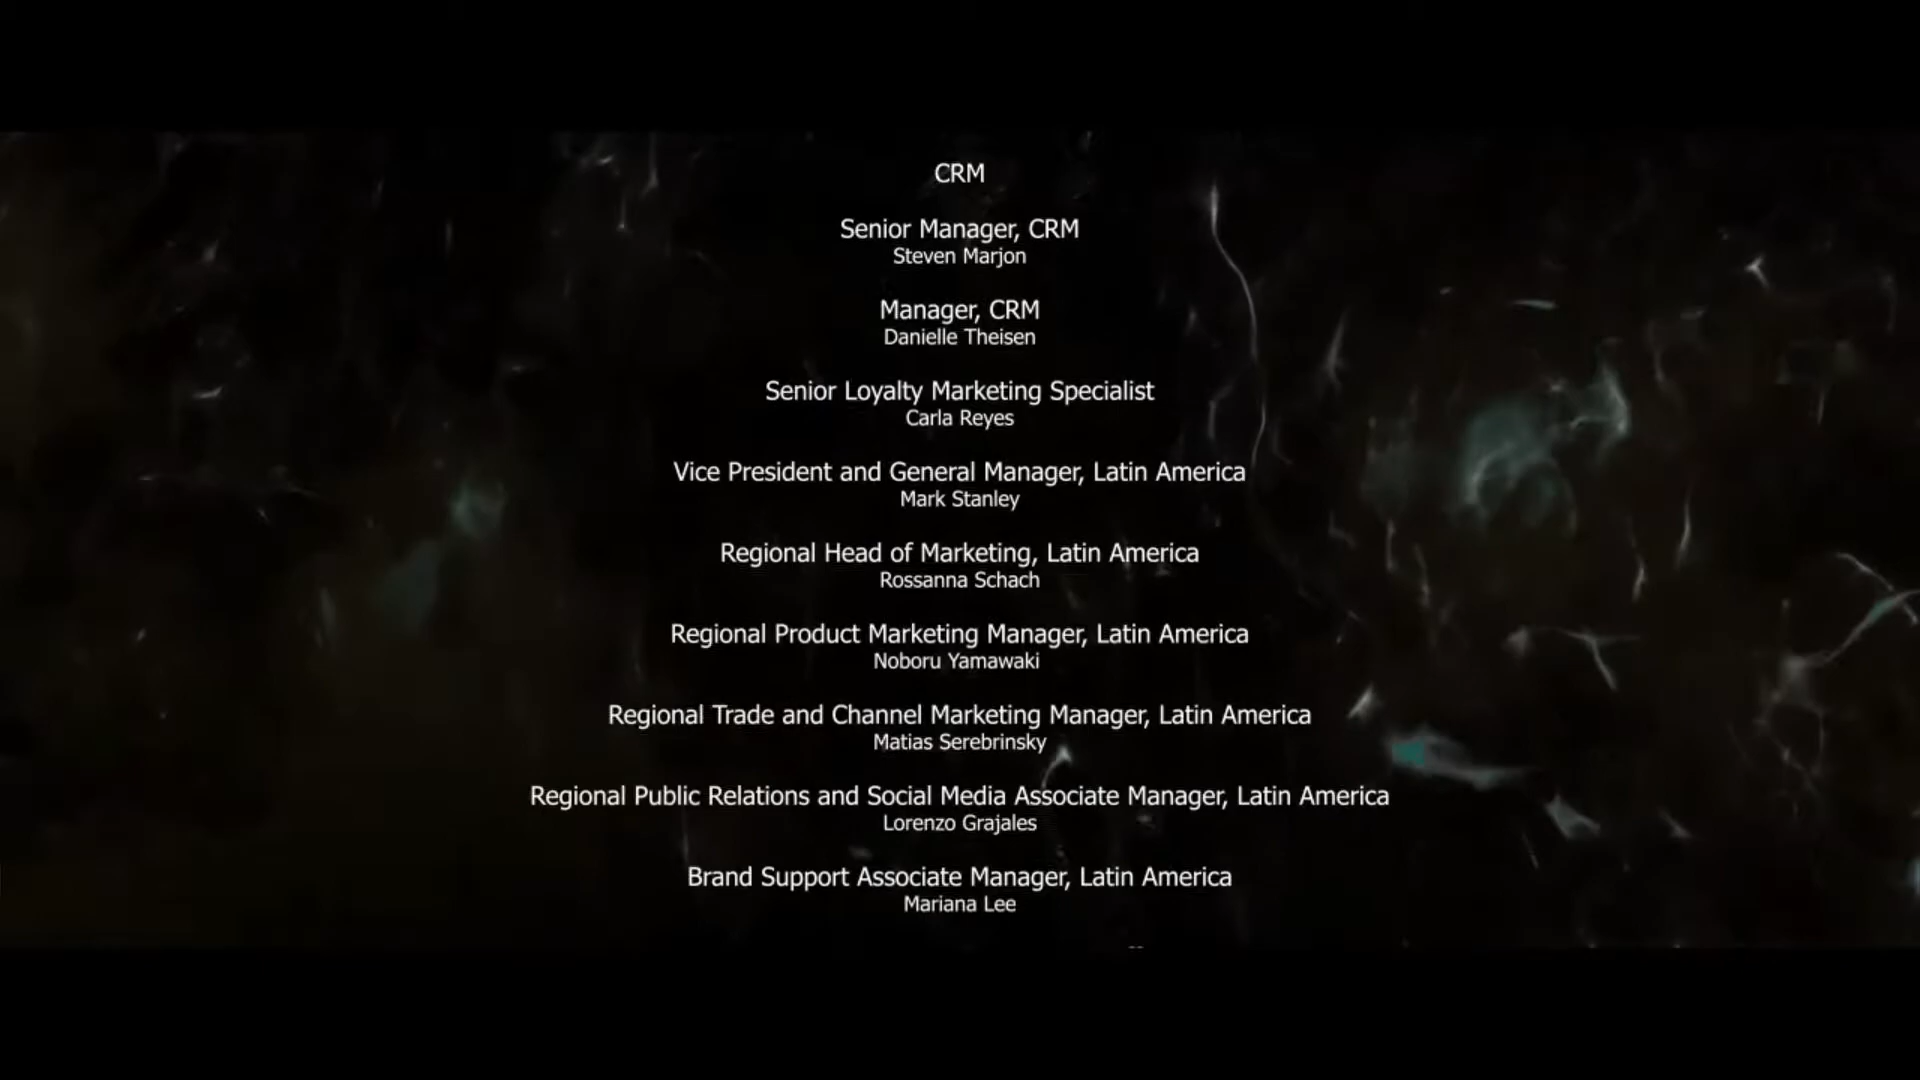 CRM
Senior Manager, CRM
Steven Marjon
Manager, CRM
Danielle Theisen
Senior Loyalty Marketing Specialist
Carla Reyes
Vice President and General Manager, Latin America
Mark Stanley
Regional Head of Marketing, Latin America
Rossanna Schach
Regional Product Marketing Manager, Latin America
Noboru Yamawaki
Regional Trade and Channel Marketing Manager, Latin America
Matias Serebrinsky
Regional Public Relations and Social Media Associate Manager, Latin America
Lorenzo Grajales
Brand Support Associate Manager, Latin America
Mariana Lee